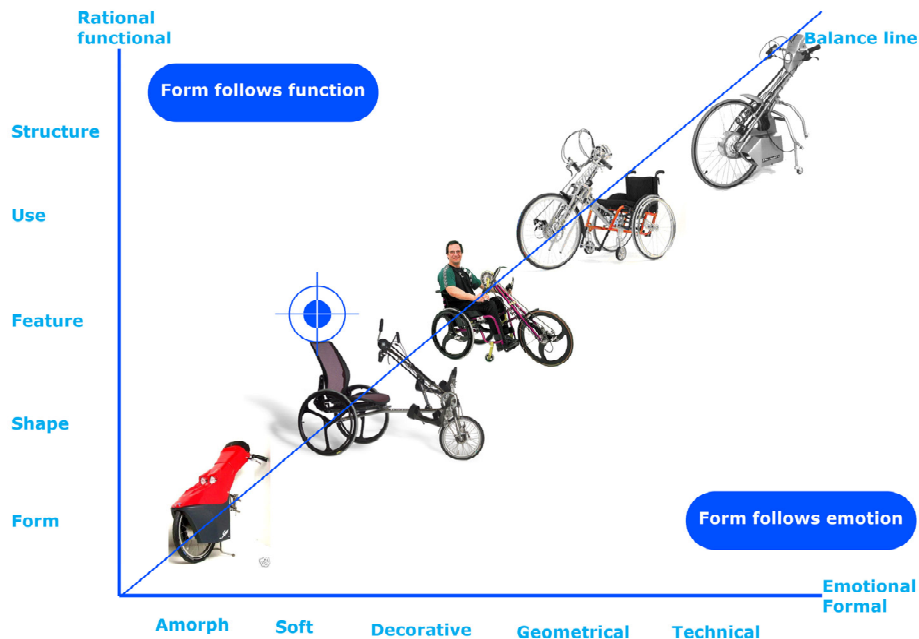 Rational
functional
Balance line
Form follows function
Structure
Use
Feature
Shape
Form
Form follows emotion
Emotional
Formal
Amorph
Soft
Decorative
Geometrical
Technical